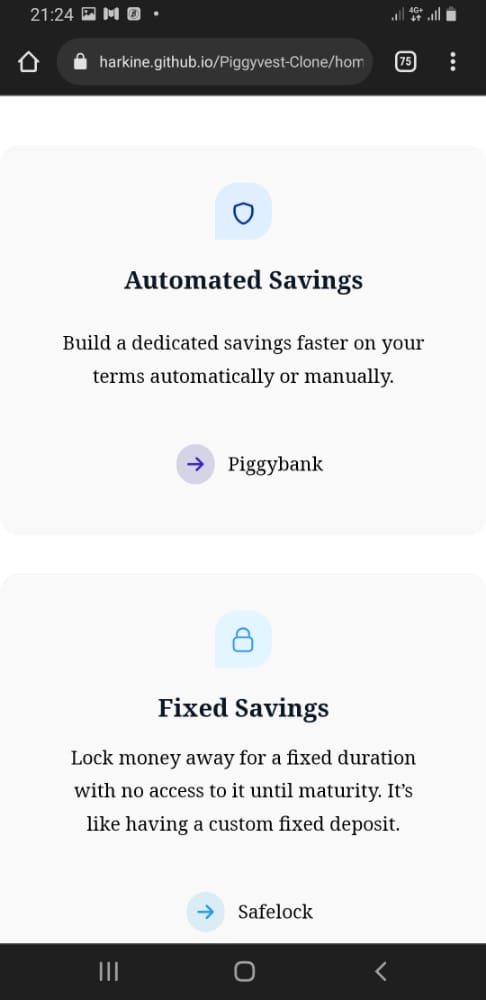 21:24
4G+
harkine.github.io/Piggyvest-Clone/hom
75
Automated Savings
Build a dedicated savings faster on your
terms automatically or manually.
Piggybank
Fixed Savings
Lock money away for a fixed duration
with no access to it until maturity. It’s
like having a custom fixed deposit.
Safelock